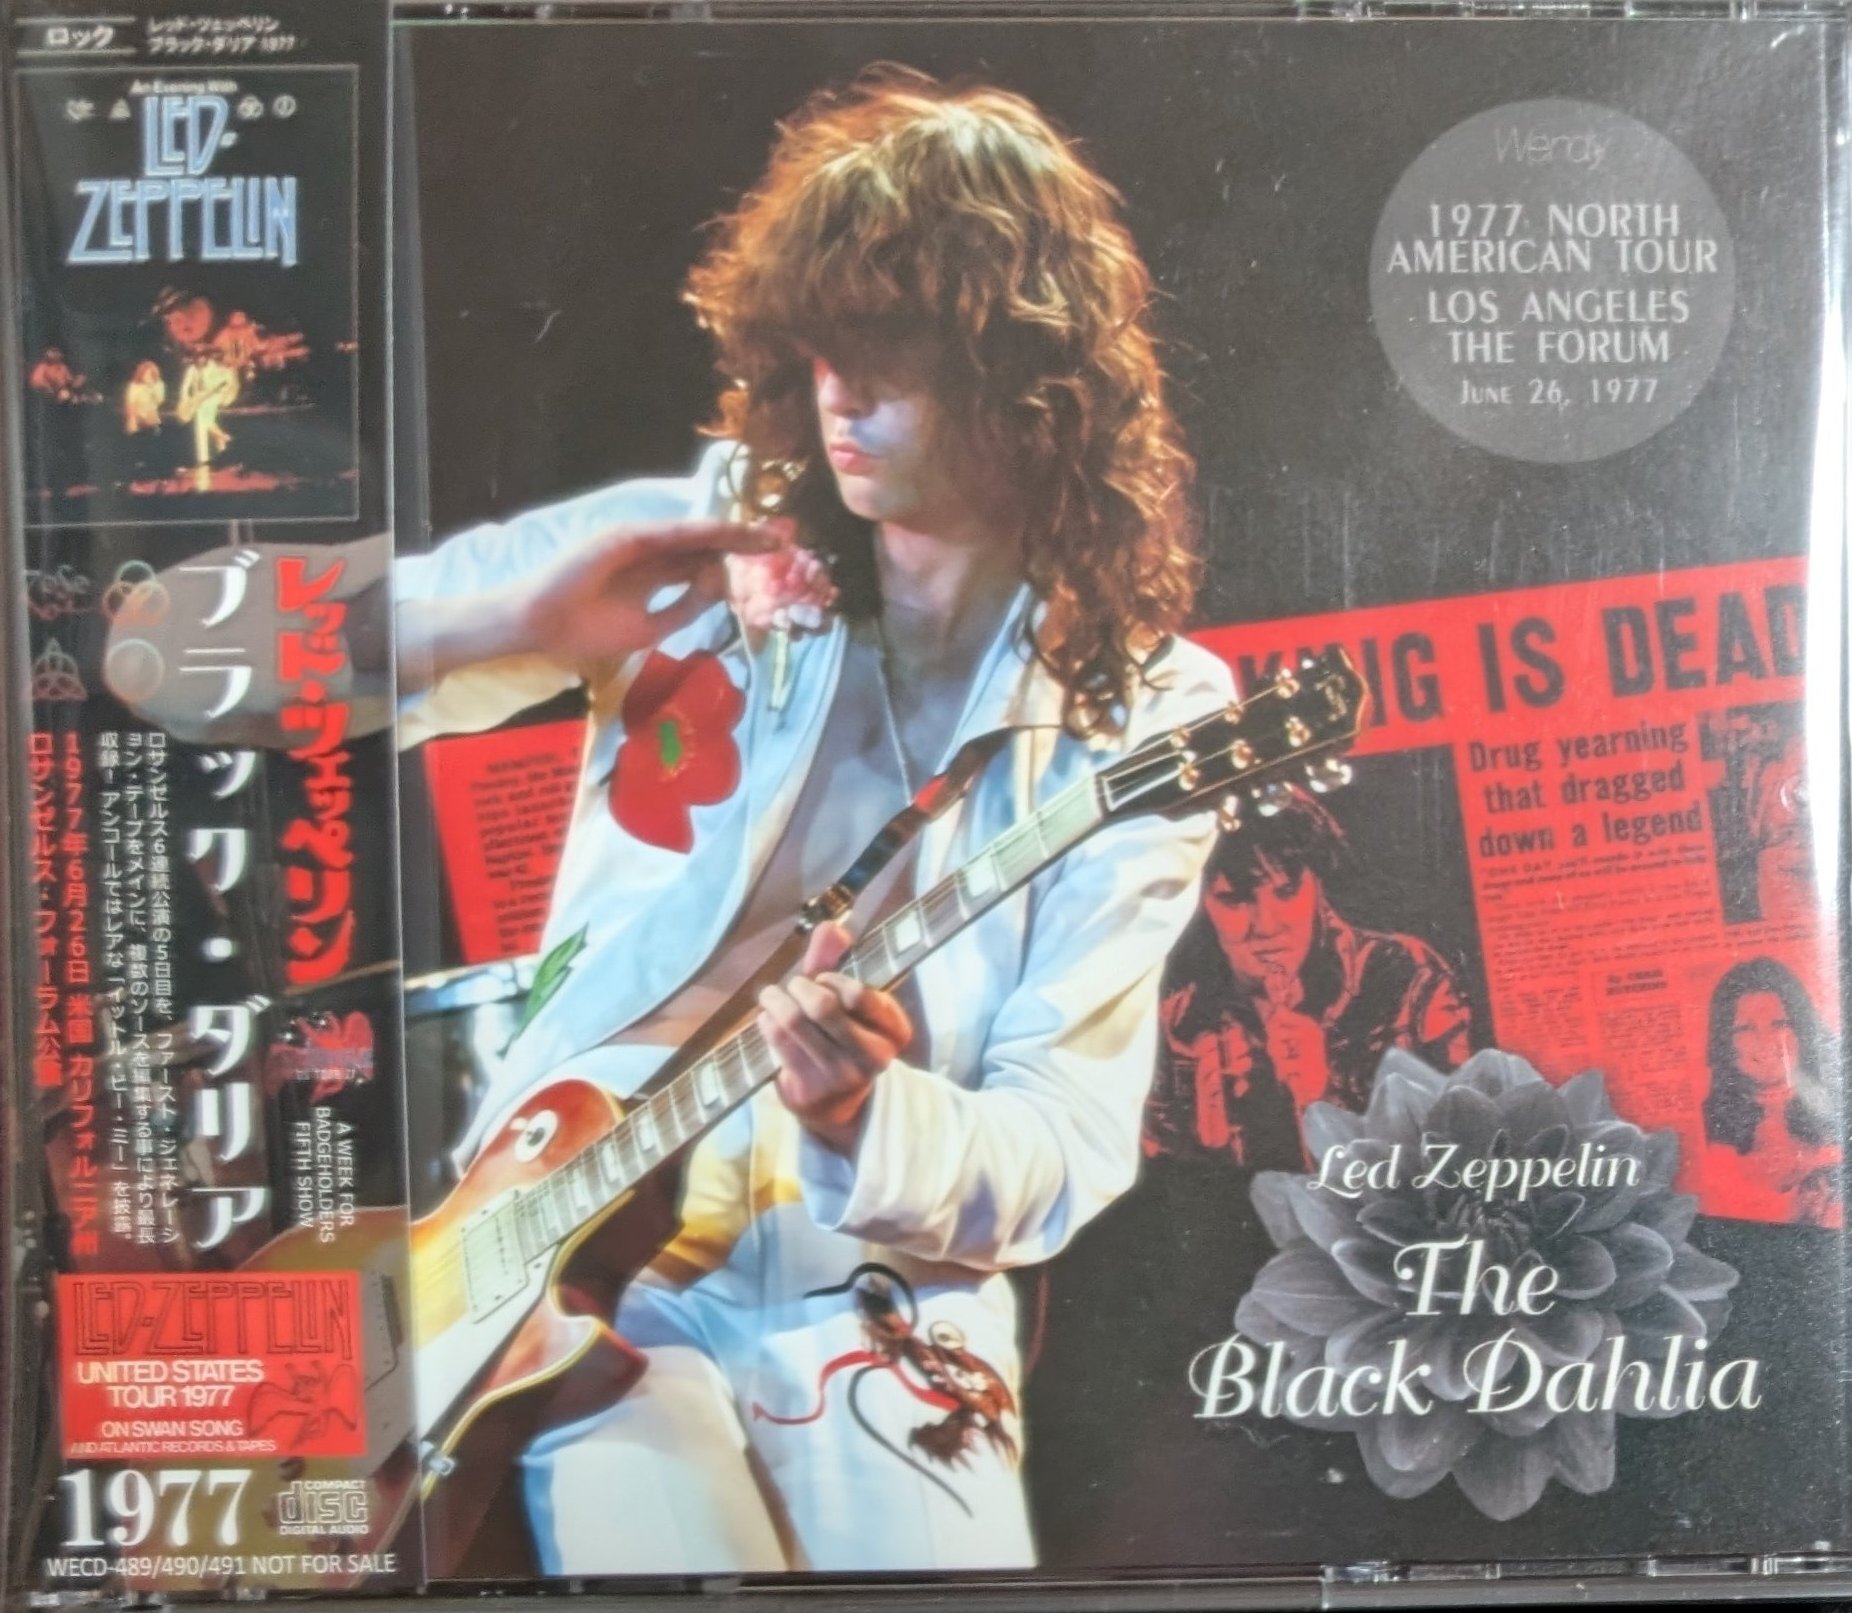 ロック
レッド・ツェッペリン
ブラック・ダリア 1977
An Evening With
LED
ZEPPELIN
レッド・ツェッペリン
ブラック・ダリア
A WEEK FOR
BADGEHOLDERS
FIFTH SHOW
ロサンゼルス6連続公演の5日目を、ファースト・ジェネレーシ
ョン・テープをメインに、複数のソースを編集する事により最長
収録！アンコールではレアな「イット・ル・ビー・ミー」を披露。
1977年6月26日 米国 カリフォルニア州
ロサンゼルス・フォーラム公演
LED-ZEPPELIN
UNITED STATES
TOUR 1977
ON SWAN SONG
AND ATLANTIC RECORDS & TAPES
1977
COMPACT
disc
DIGITAL AUDIO
WECD-489/490/491 NOT FOR SALE
Wendy
1977 NORTH
AMERICAN TOUR
LOS ANGELES
THE FORUM
JUNE 26, 1977
KING IS DEAD
Drug yearning
that dragged
down a legend
Led Zeppelin
The
Black Dahlia